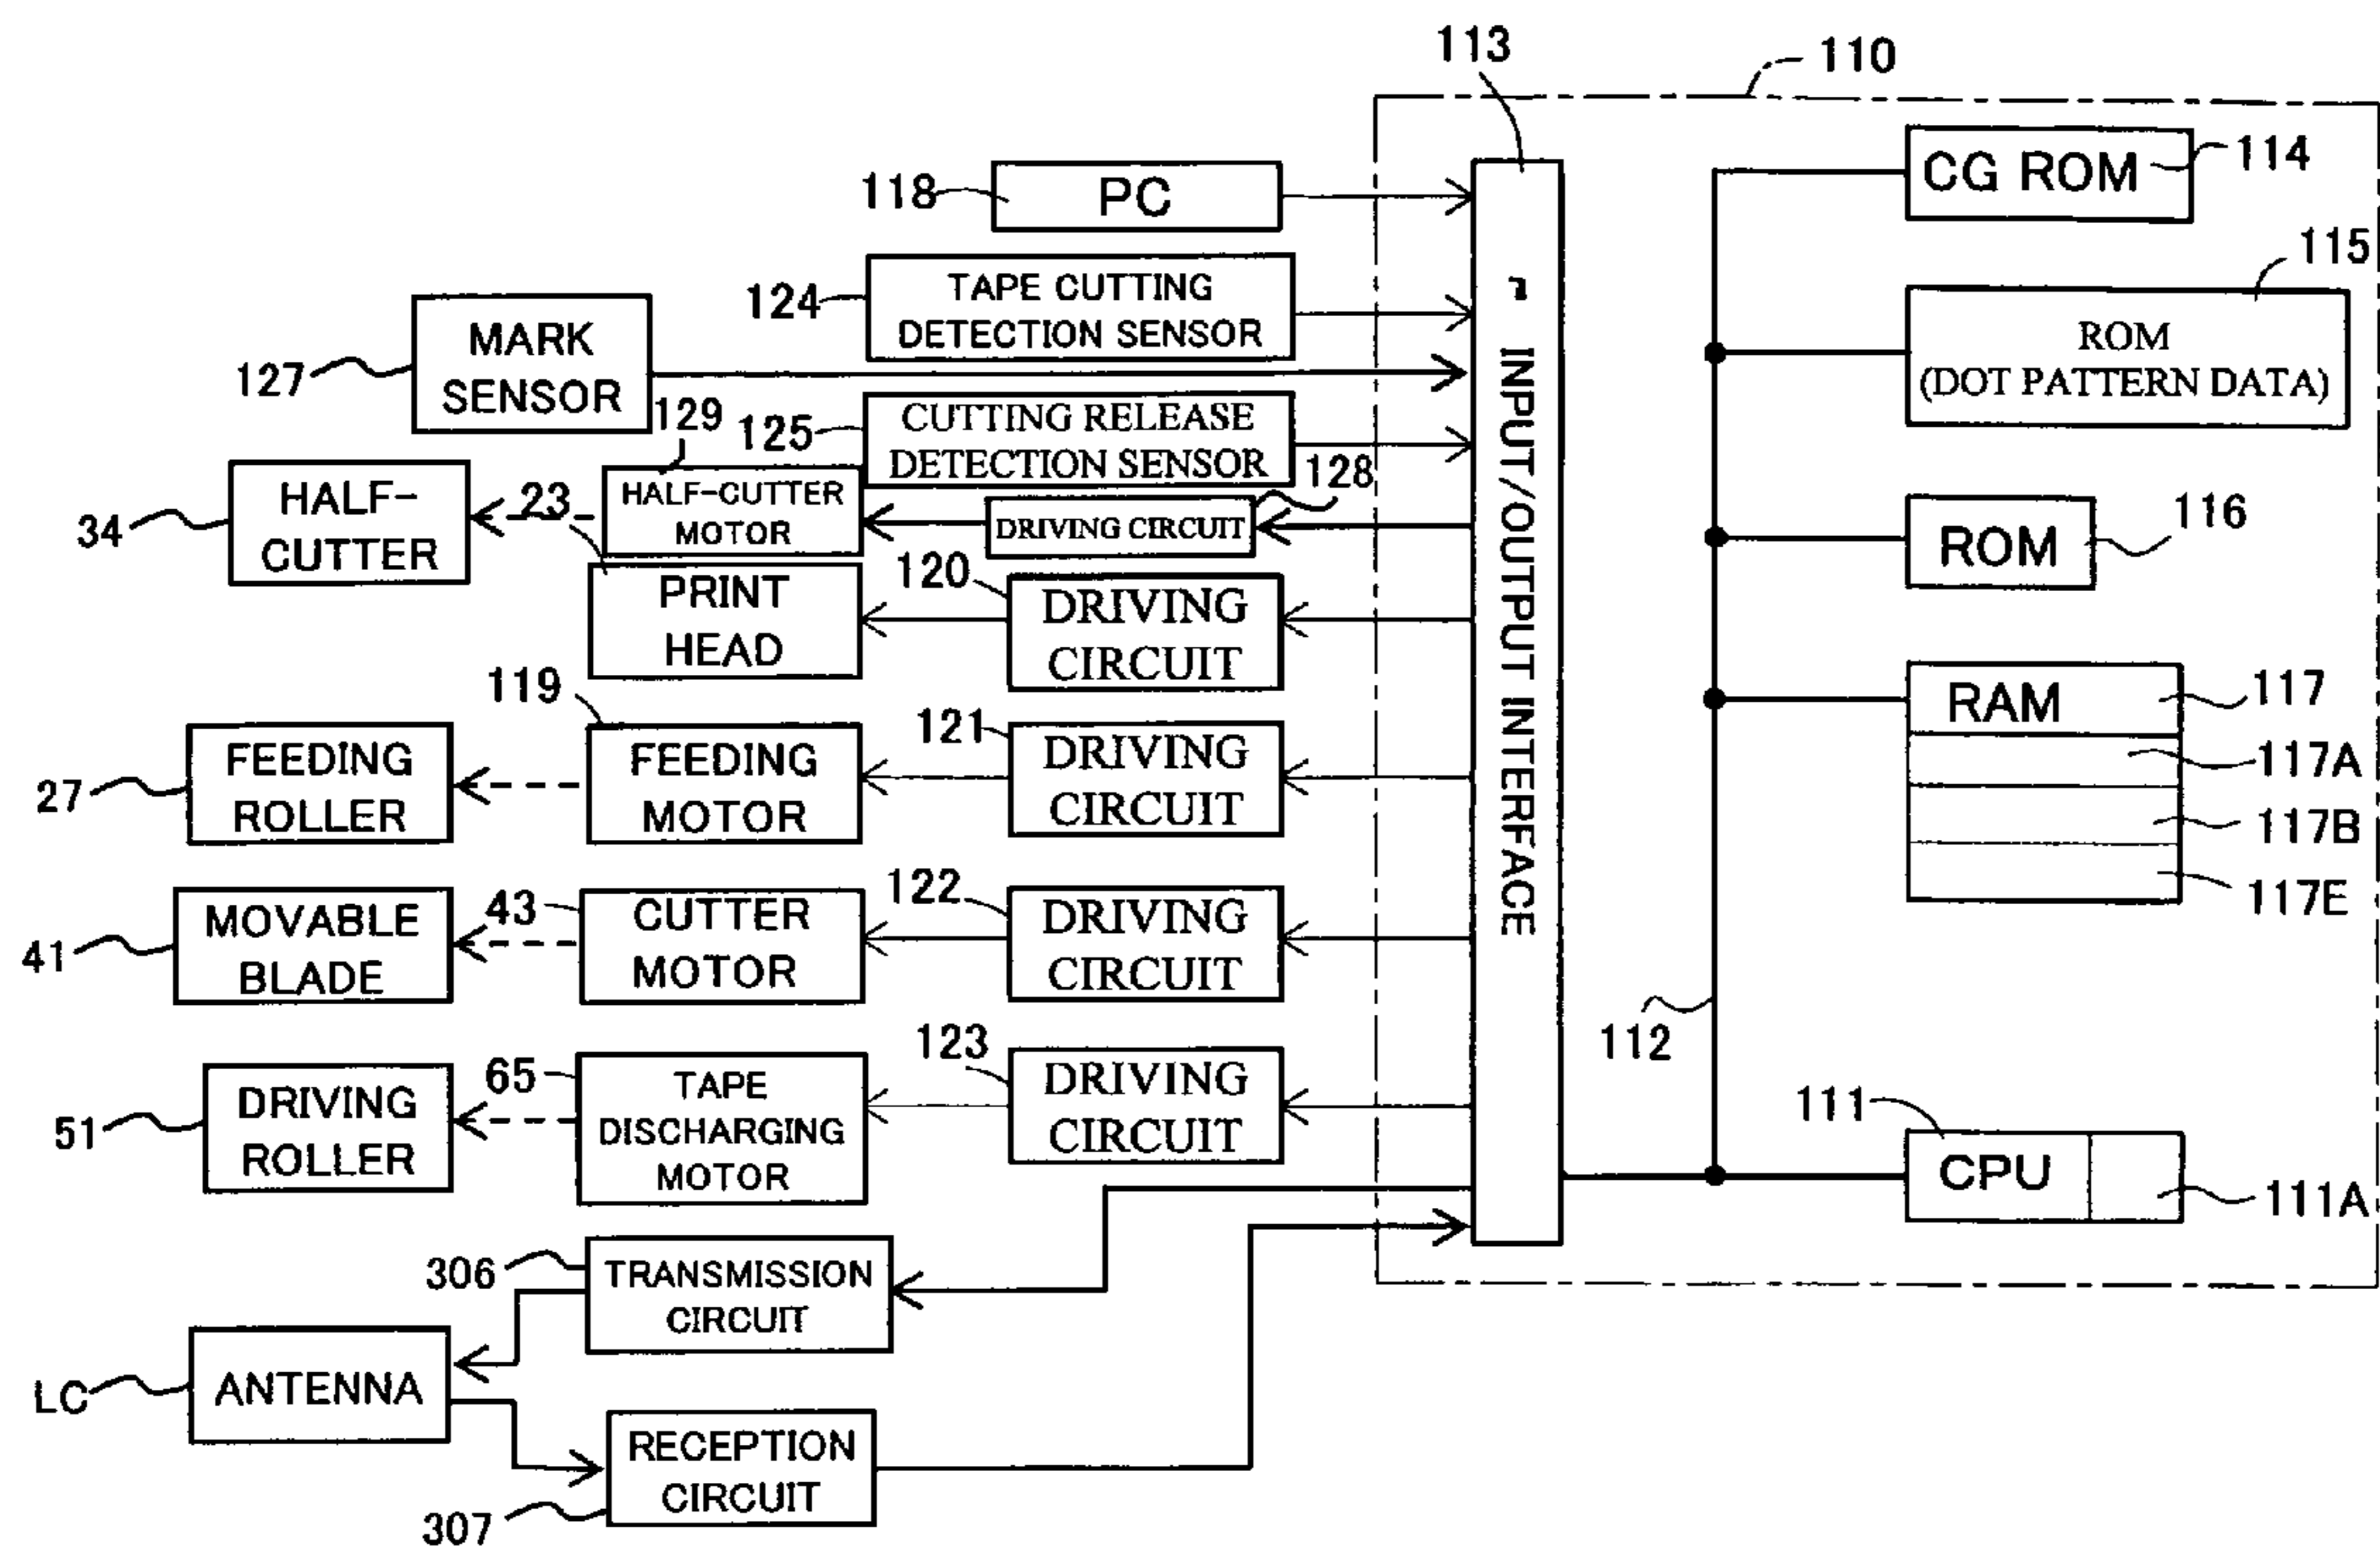 113
110
118
PC
CG ROM
114
124
TAPE CUTTING
DETECTION SENSOR
115
ROM
(DOT PATTERN DATA)
127
MARK
SENSOR
129
125
CUTTING RELEASE
DETECTION SENSOR
128
INPUT/OUTPUT INTERFACE
34
HALF-
CUTTER
23
HALF-CUTTER
MOTOR
DRIVING CIRCUIT
116
ROM
PRINT
HEAD
120
DRIVING
CIRCUIT
119
27
FEEDING
ROLLER
FEEDING
MOTOR
121
DRIVING
CIRCUIT
RAM
117
117A
117B
117E
41
MOVABLE
BLADE
43
CUTTER
MOTOR
122
DRIVING
CIRCUIT
112
51
DRIVING
ROLLER
65
TAPE
DISCHARGING
MOTOR
123
DRIVING
CIRCUIT
111
CPU
111A
306
TRANSMISSION
CIRCUIT
LC
ANTENNA
RECEPTION
CIRCUIT
307